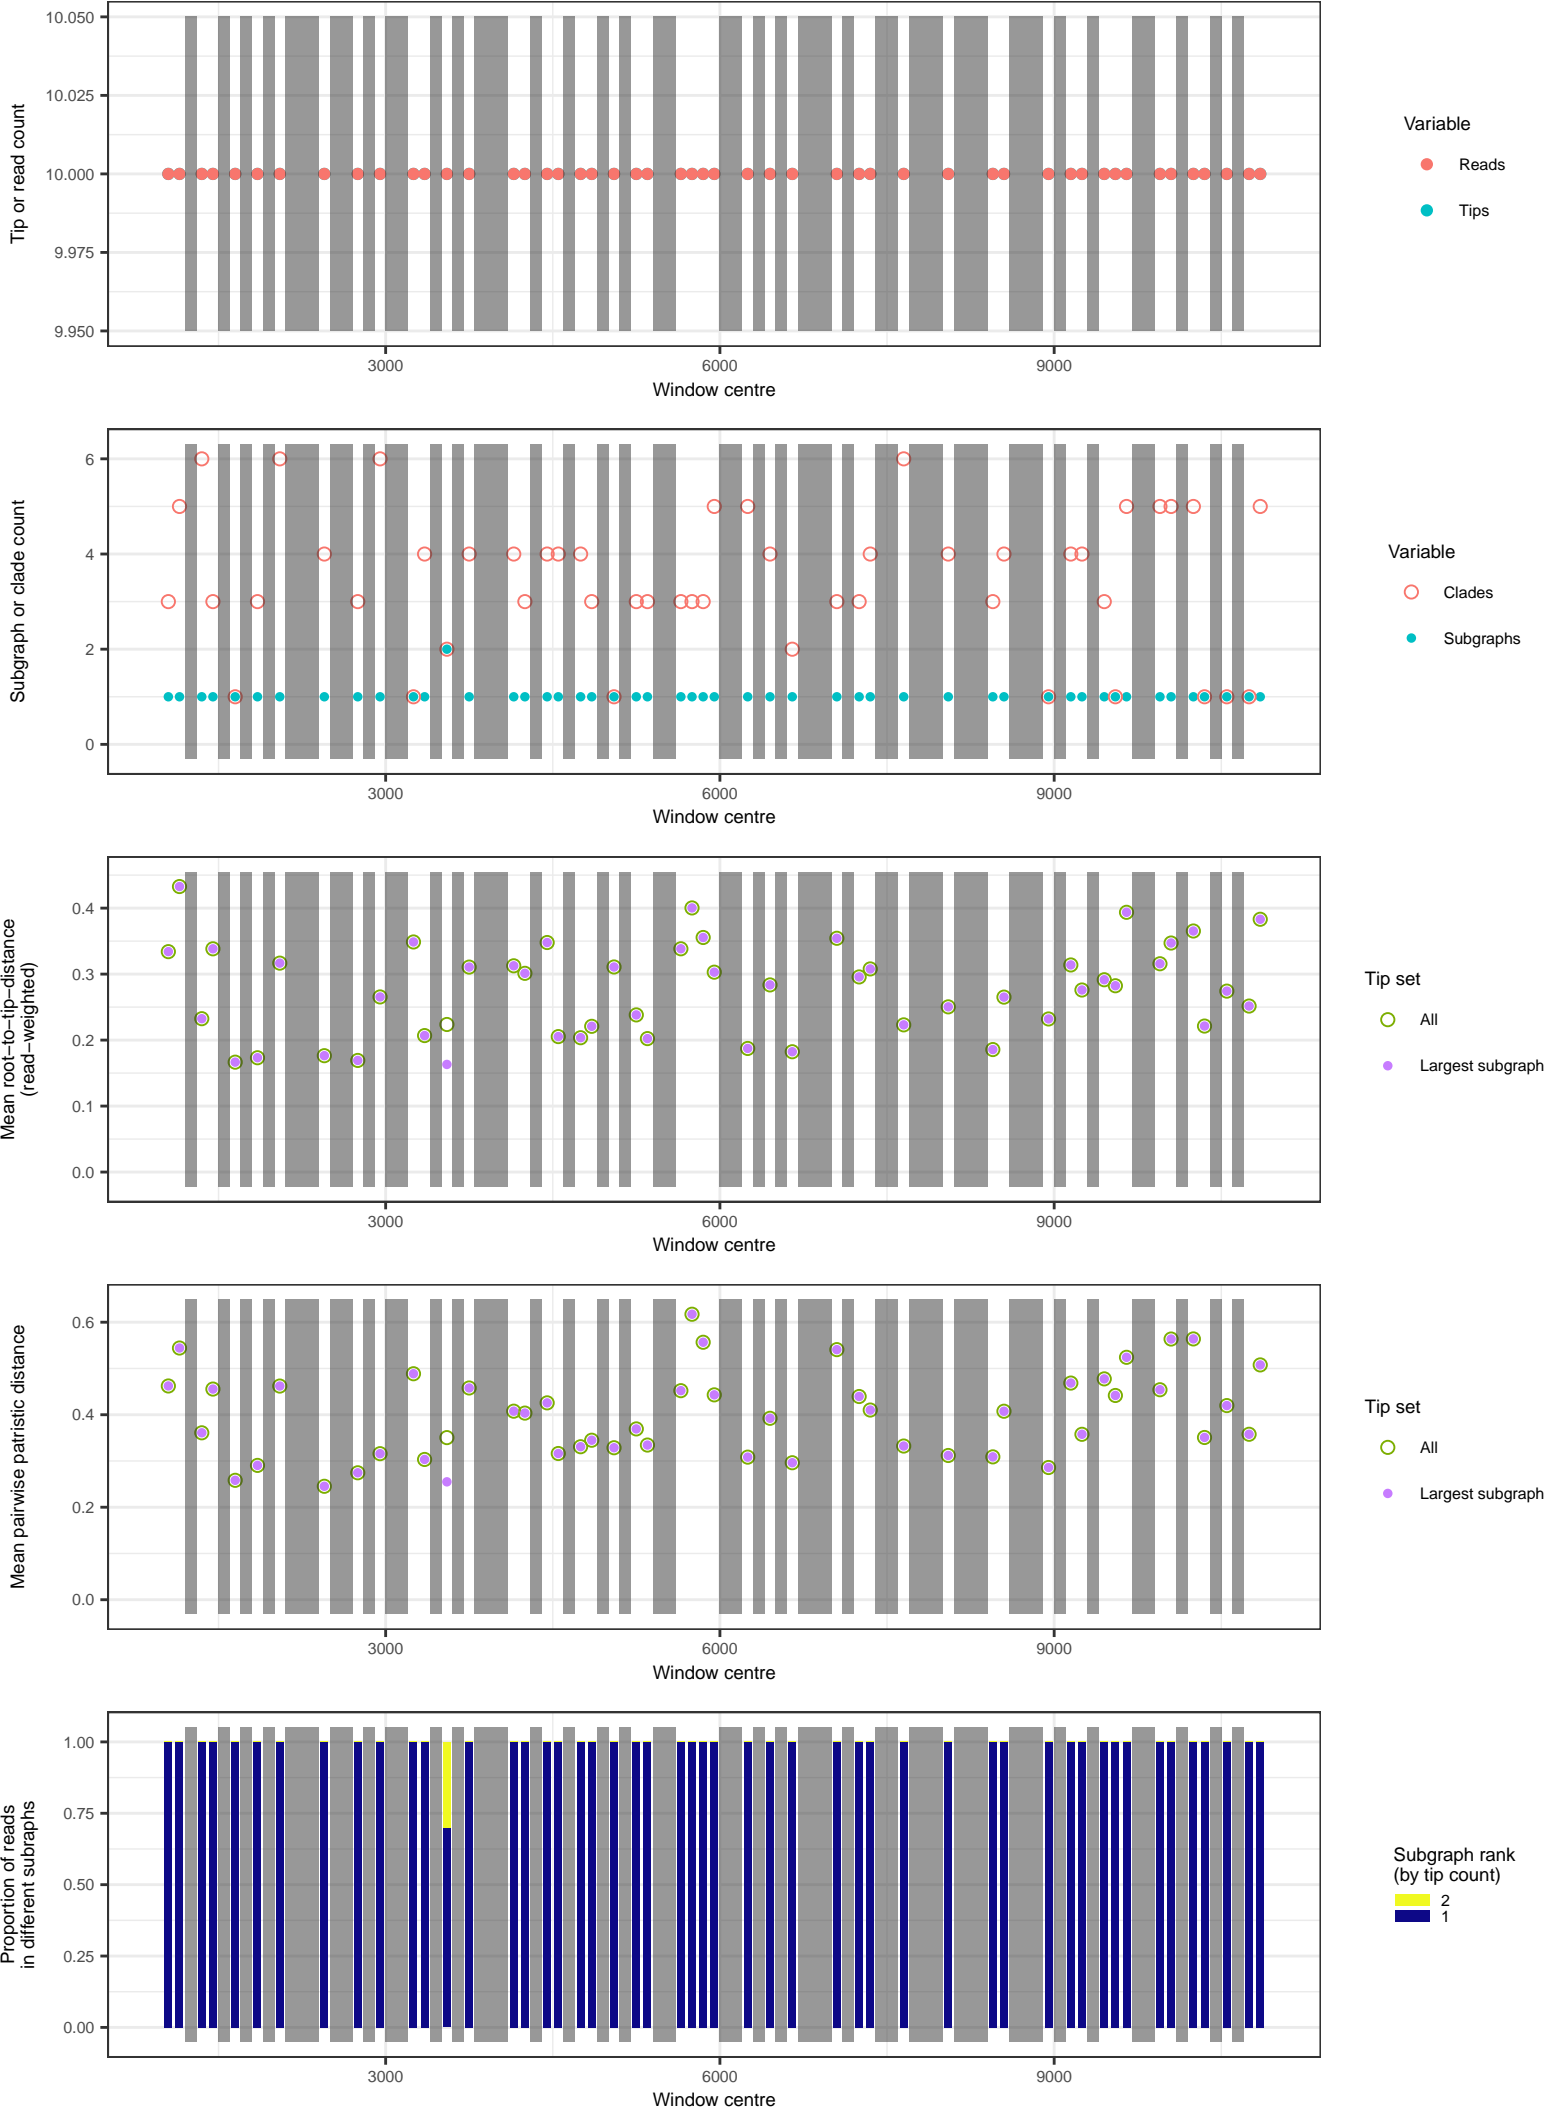 10.050
10.025
10.000
9.975
9.950
Tip or read count
3000
6000
9000
Window centre
Variable
Reads
Tips
6
4
2
0
Subgraph or clade count
3000
6000
9000
Window centre
Variable
Clades
Subgraphs
0.4
0.3
0.2
0.1
0.0
Mean root−to−tip−distance
(read−weighted)
3000
6000
9000
Window centre
Tip set
All
Largest subgraph
0.6
0.4
0.2
0.0
Mean pairwise patristic distance
3000
6000
9000
Window centre
Tip set
All
Largest subgraph
1.00
0.75
0.50
0.25
0.00
Proportion of reads
in different subraphs
3000
6000
9000
Window centre
Subgraph rank
(by tip count)
2
1